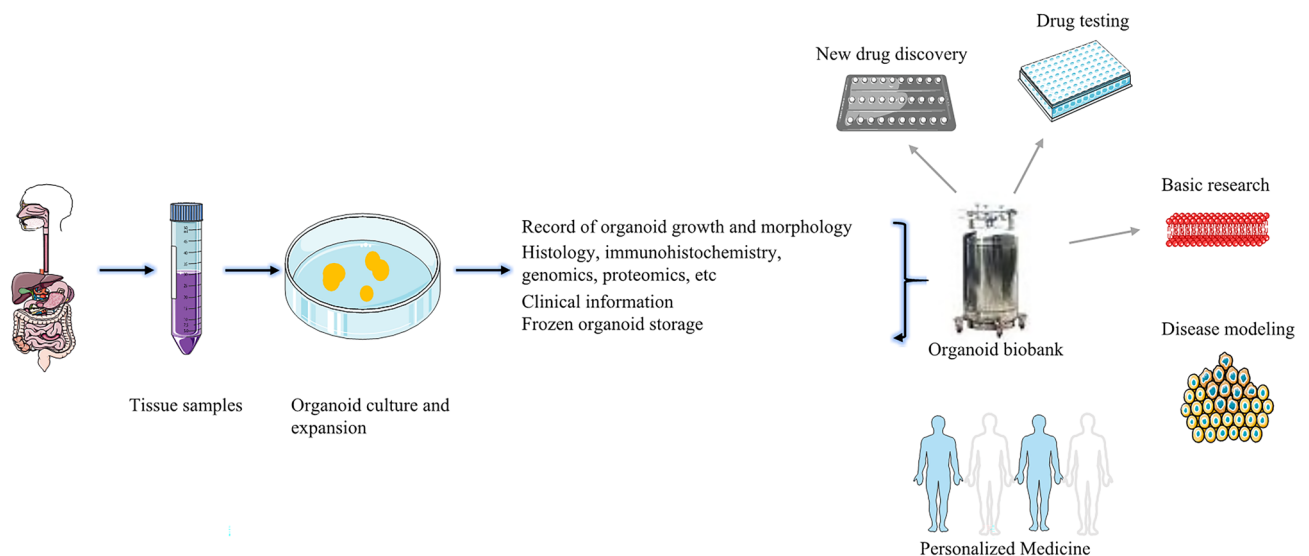 Drug testing
New drug discovery
Basic research
Record of organoid growth and morphology
Histology, immunohistochemistry,
genomics, proteomics, etc
Clinical information
Frozen organoid storage
Organoid biobank
Disease modeling
Tissue samples
Organoid culture and
expansion
Personalized Medicine